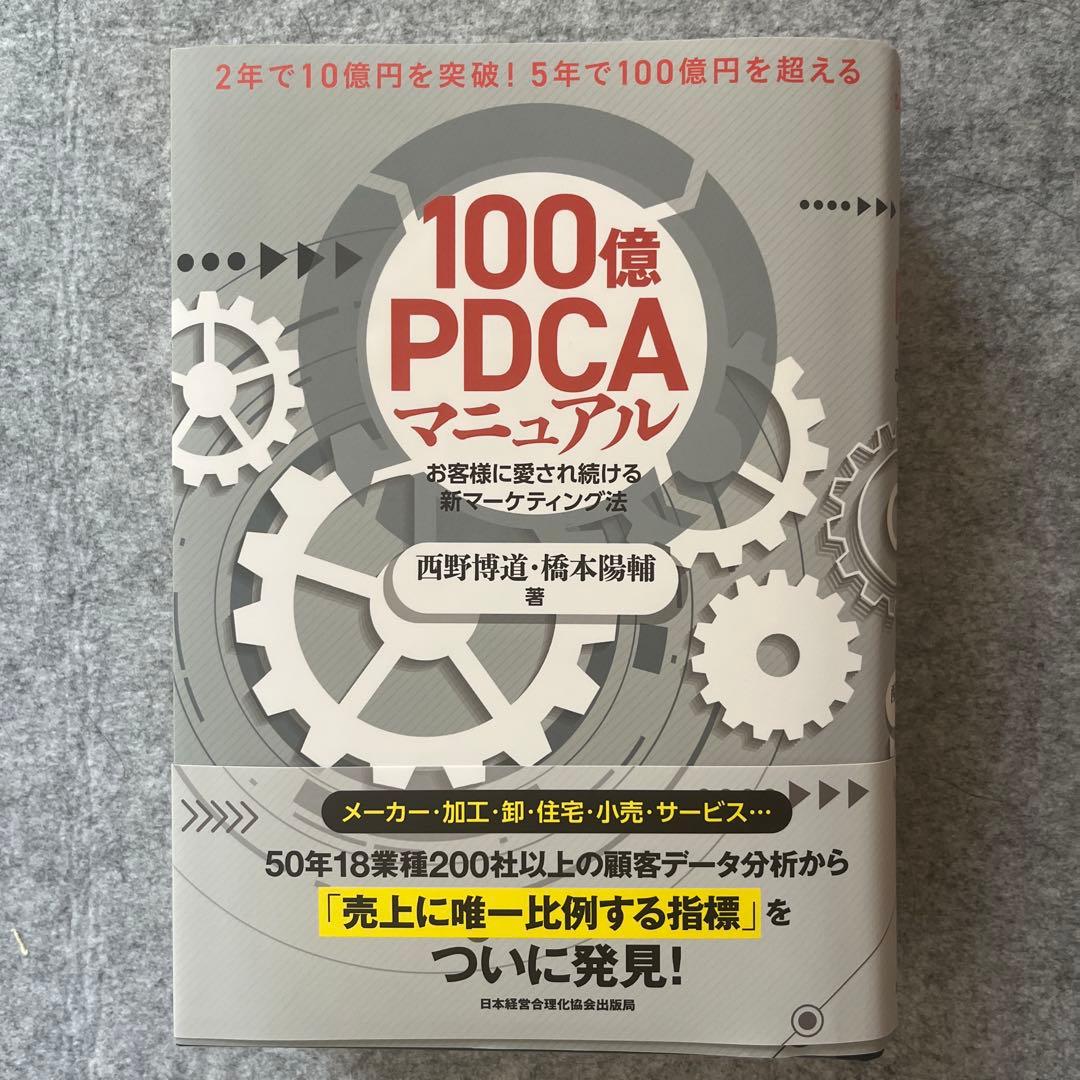 2年で10億円を突破！5年で100億円を超える
100億
PDCA
マニュアル
お客様に愛され続ける
新マーケティング法
西野博道・橋本陽輔
著
メーカー・加工・卸・住宅・小売・サービス…
50年18業種200社以上の顧客データ分析から
「売上に唯一比例する指標」を
ついに発見！
日本経営合理化協会出版局